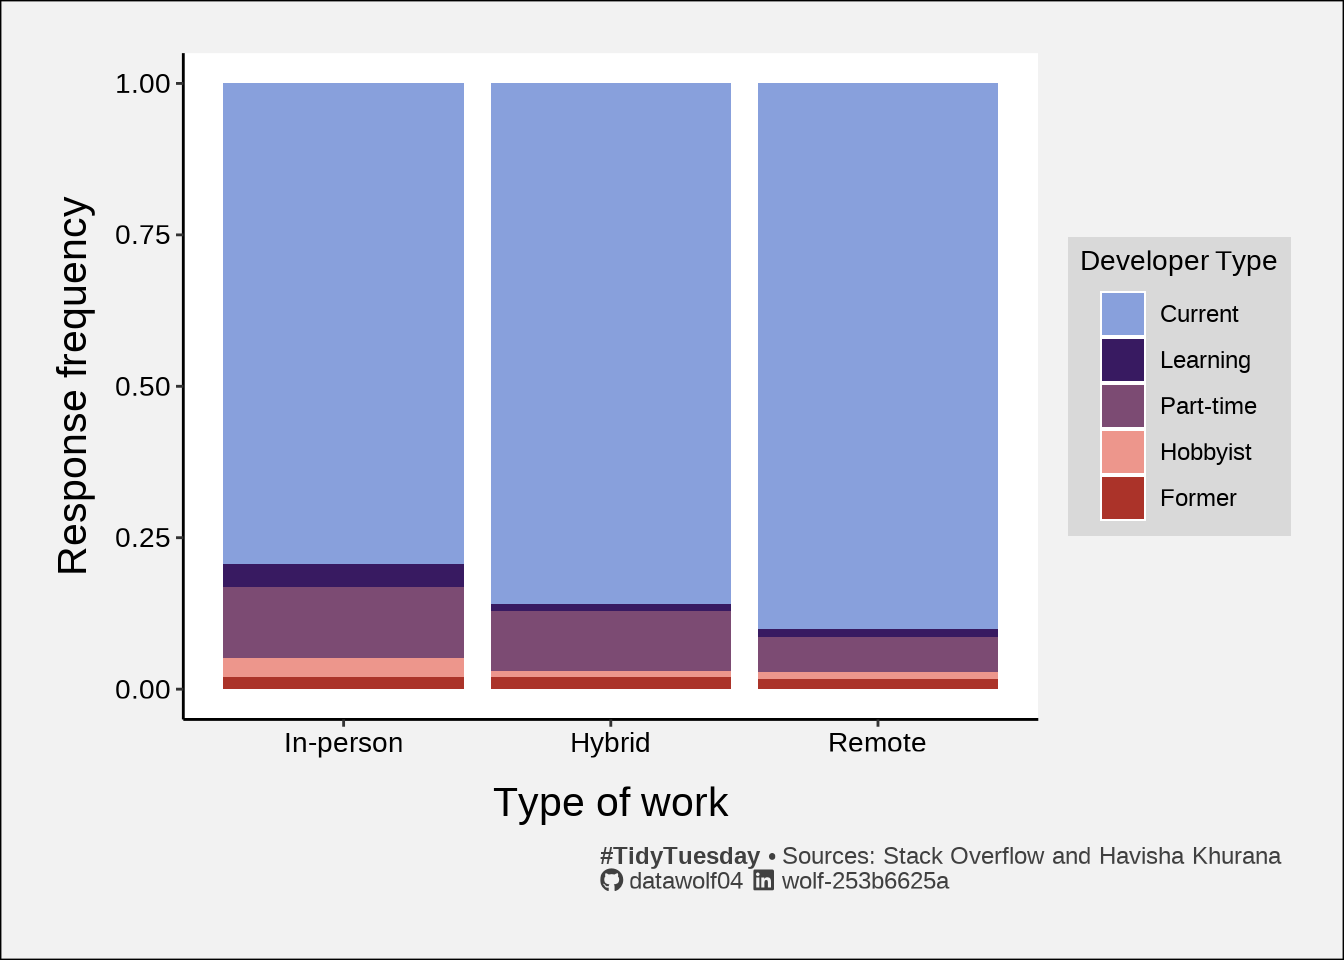 1.00
0.75
0.50
0.25
0.00
Response frequency
In-person
Hybrid
Remote
Type of work
Developer Type
Current
Learning
Part-time
Hobbyist
Former
#TidyTuesday • Sources: Stack Overflow and Havisha Khurana
datawolf04 in wolf-253b6625a